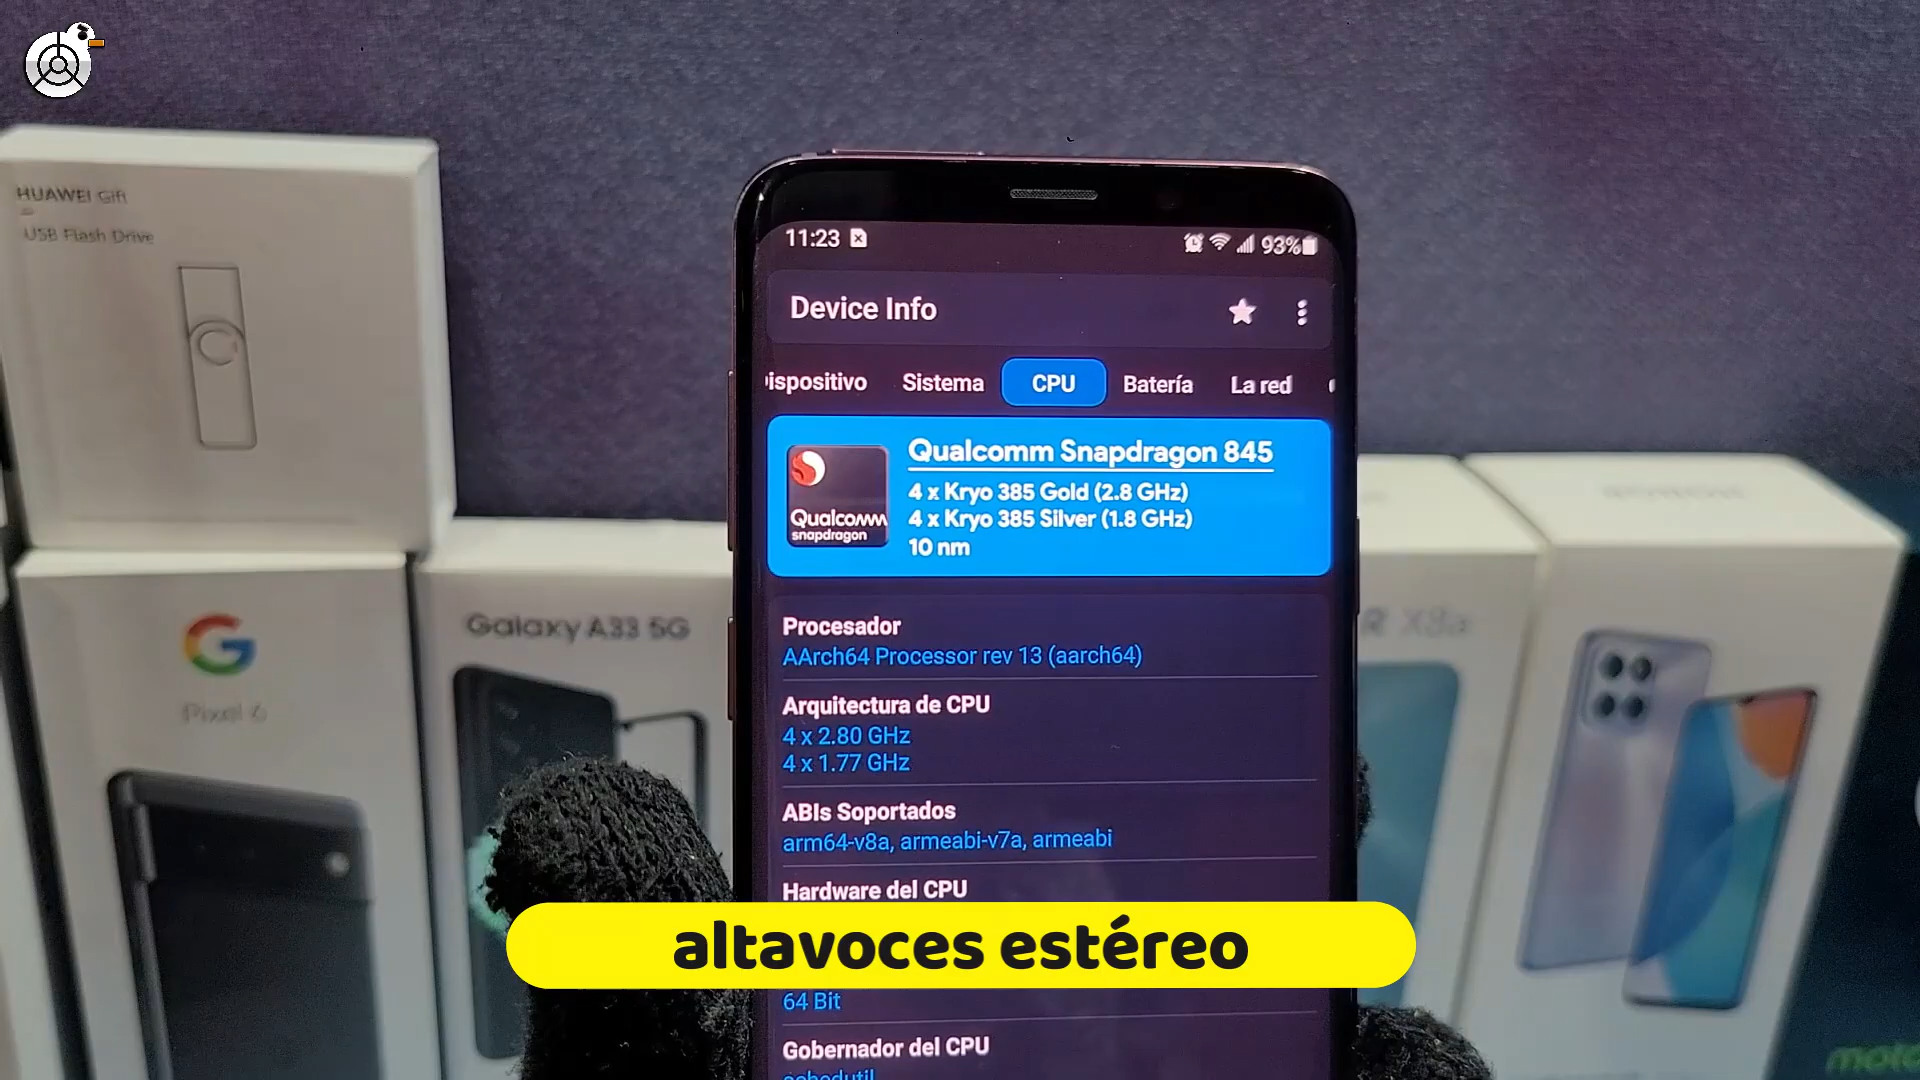 HUAWEI Gift
USB Flash Drive
11:23
93%
Device Info
Dispositivo
Sistema
CPU
Batería
La red
Qualcomm Snapdragon 845
4 x Kryo 385 Gold (2.8 GHz)
4 x Kryo 385 Silver (1.8 GHz)
10 nm
Qualcomm
snapdragon
Procesador
AArch64 Processor rev 13 (aarch64)
Arquitectura de CPU
4 x 2.80 GHz
4 x 1.77 GHz
ABIs Soportados
arm64-v8a, armeabi-v7a, armeabi
Hardware del CPU
altavoces estéreo
64 Bit
Gobernador del CPU
G
Pixel 6
Galaxy A33 5G
R X8a